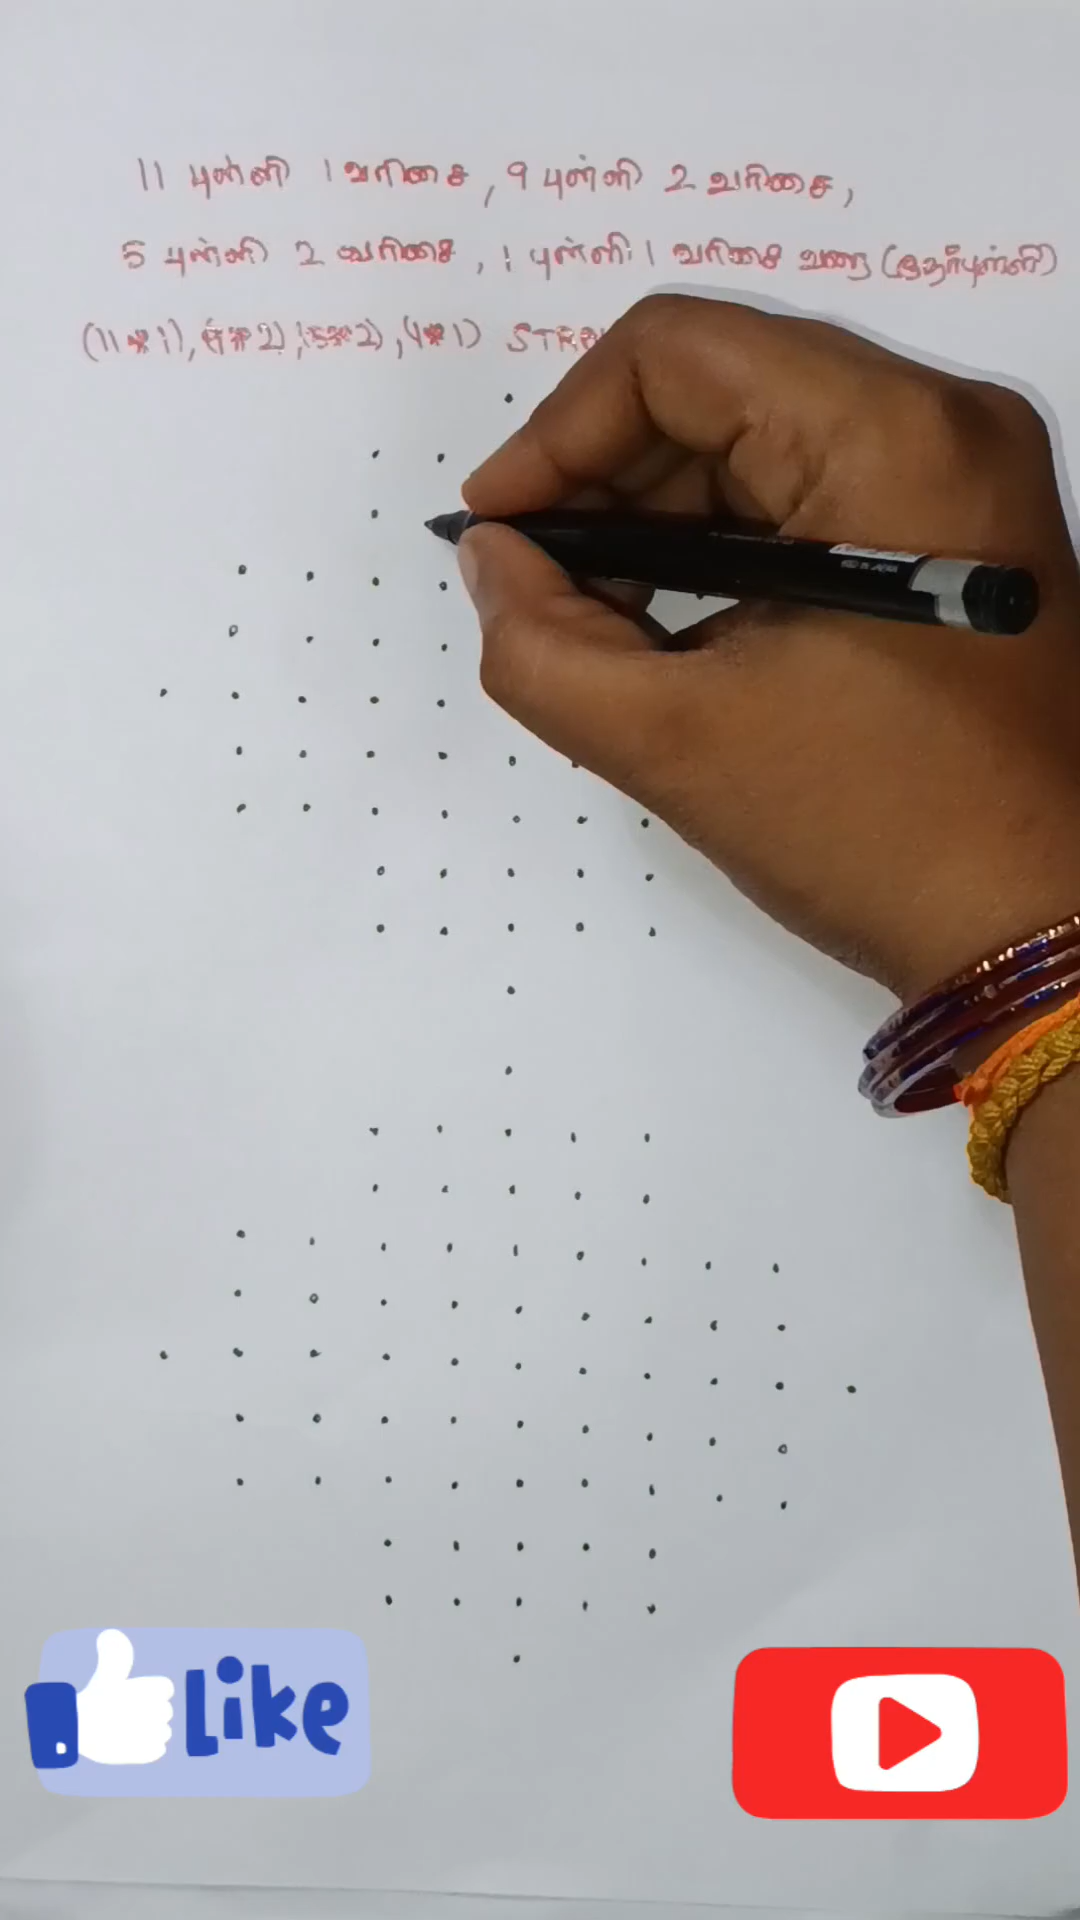 11 புள்ளி 1 வரிசை, 9 புள்ளி 2 வரிசை,
5 புள்ளி 2 வரிசை, 1 புள்ளி 1 வரிசை வரை (நேர்புள்ளி)
(11*1), (9*2), (5*2), (1*1)
Like